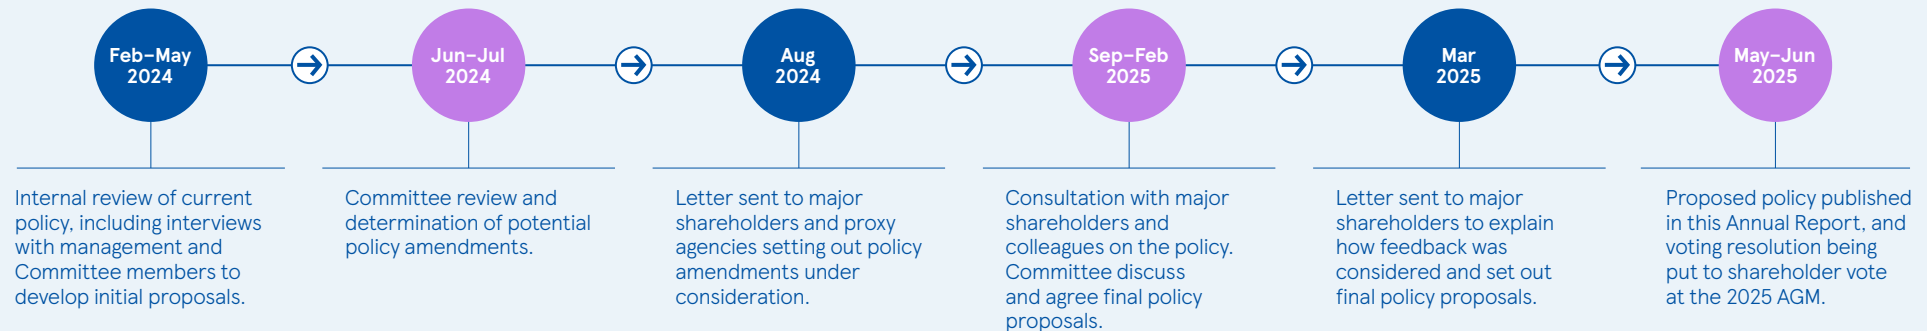 Feb–May
2024
Jun–Jul
2024
Aug
2024
Sep–Feb
2025
Mar
2025
May–Jun
2025
Internal review of current
policy, including interviews
with management and
Committee members to
develop initial proposals.
Committee review and
determination of potential
policy amendments.
Letter sent to major
shareholders and proxy
agencies setting out policy
amendments under
consideration.
Consultation with major
shareholders and
colleagues on the policy.
Committee discuss
and agree final policy
proposals.
Letter sent to major
shareholders to explain
how feedback was
considered and set out
final policy proposals.
Proposed policy published
in this Annual Report, and
voting resolution being
put to shareholder vote
at the 2025 AGM.